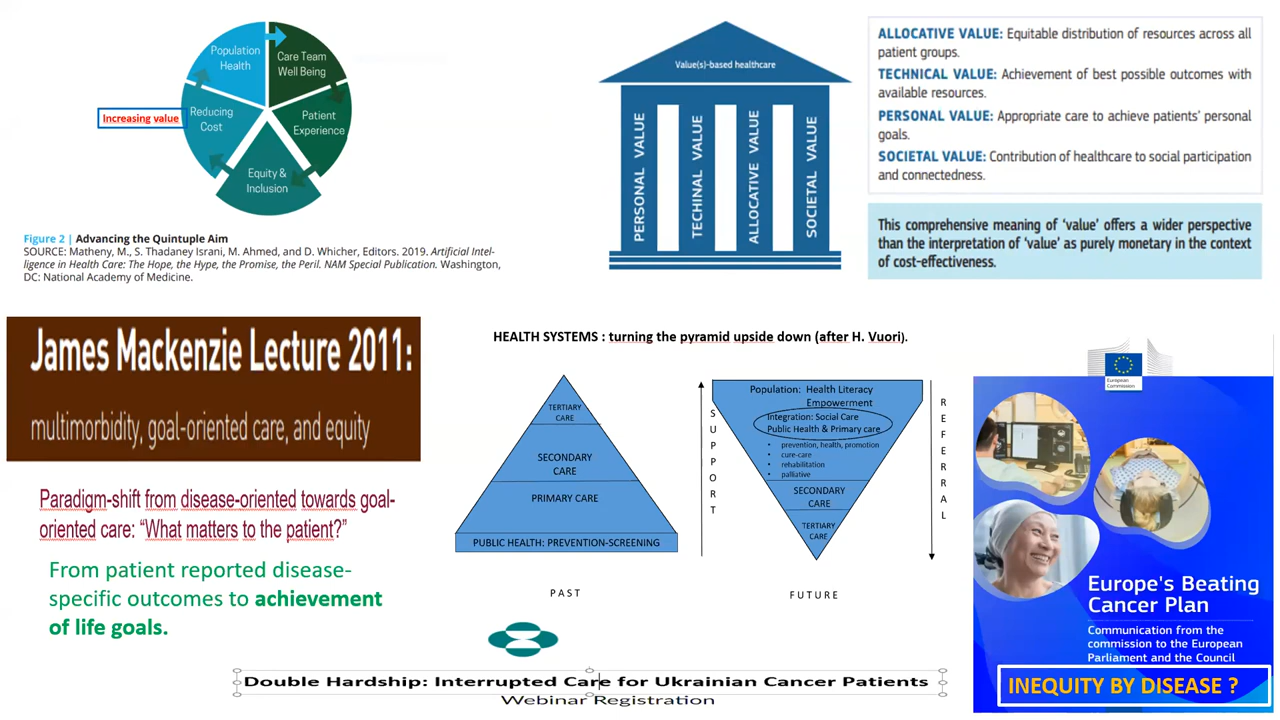 Population
Health
Care Team
Well Being
Increasing value
Reducing
Cost
Patient
Experience
Equity &
Inclusion
Figure 2 | Advancing the Quintuple Aim
SOURCE: Matheny, M., S. Thadaney Israni, M. Ahmed, and D. Whicher, Editors. 2019. Artificial Intel-
ligence in Health Care: The Hope, the Hype, the Promise, the Peril. NAM Special Publication. Washington,
DC: National Academy of Medicine.
Value(s)-based healthcare
PERSONAL VALUE
TECHINAL VALUE
ALLOCATIVE VALUE
SOCIETAL VALUE
ALLOCATIVE VALUE: Equitable distribution of resources across all
patient groups.
TECHNICAL VALUE: Achievement of best possible outcomes with
available resources.
PERSONAL VALUE: Appropriate care to achieve patients' personal
goals.
SOCIETAL VALUE: Contribution of healthcare to social participation
and connectedness.
This comprehensive meaning of 'value' offers a wider perspective
than the interpretation of 'value' as purely monetary in the context
of cost-effectiveness.
James Mackenzie Lecture 2011:
multimorbidity, goal-oriented care, and equity
Paradigm-shift from disease-oriented towards goal-
oriented care: "What matters to the patient?"
From patient reported disease-
specific outcomes to achievement
of life goals.
HEALTH SYSTEMS : turning the pyramid upside down (after H. Vuori).
TERTIARY
CARE
SECONDARY
CARE
PRIMARY CARE
PUBLIC HEALTH: PREVENTION-SCREENING
PAST
SUPPORT
Population: Health Literacy
Empowerment
Integration: Social Care
Public Health & Primary care
• prevention, health, promotion
• cure-care
• rehabilitation
• palliative
SECONDARY
CARE
TERTIARY
CARE
REFERRAL
FUTURE
European
Commission
Europe's Beating
Cancer Plan
Communication from the
commission to the European
Parliament and the Council
INEQUITY BY DISEASE ?
Double Hardship: Interrupted Care for Ukrainian Cancer Patients
Webinar Registration